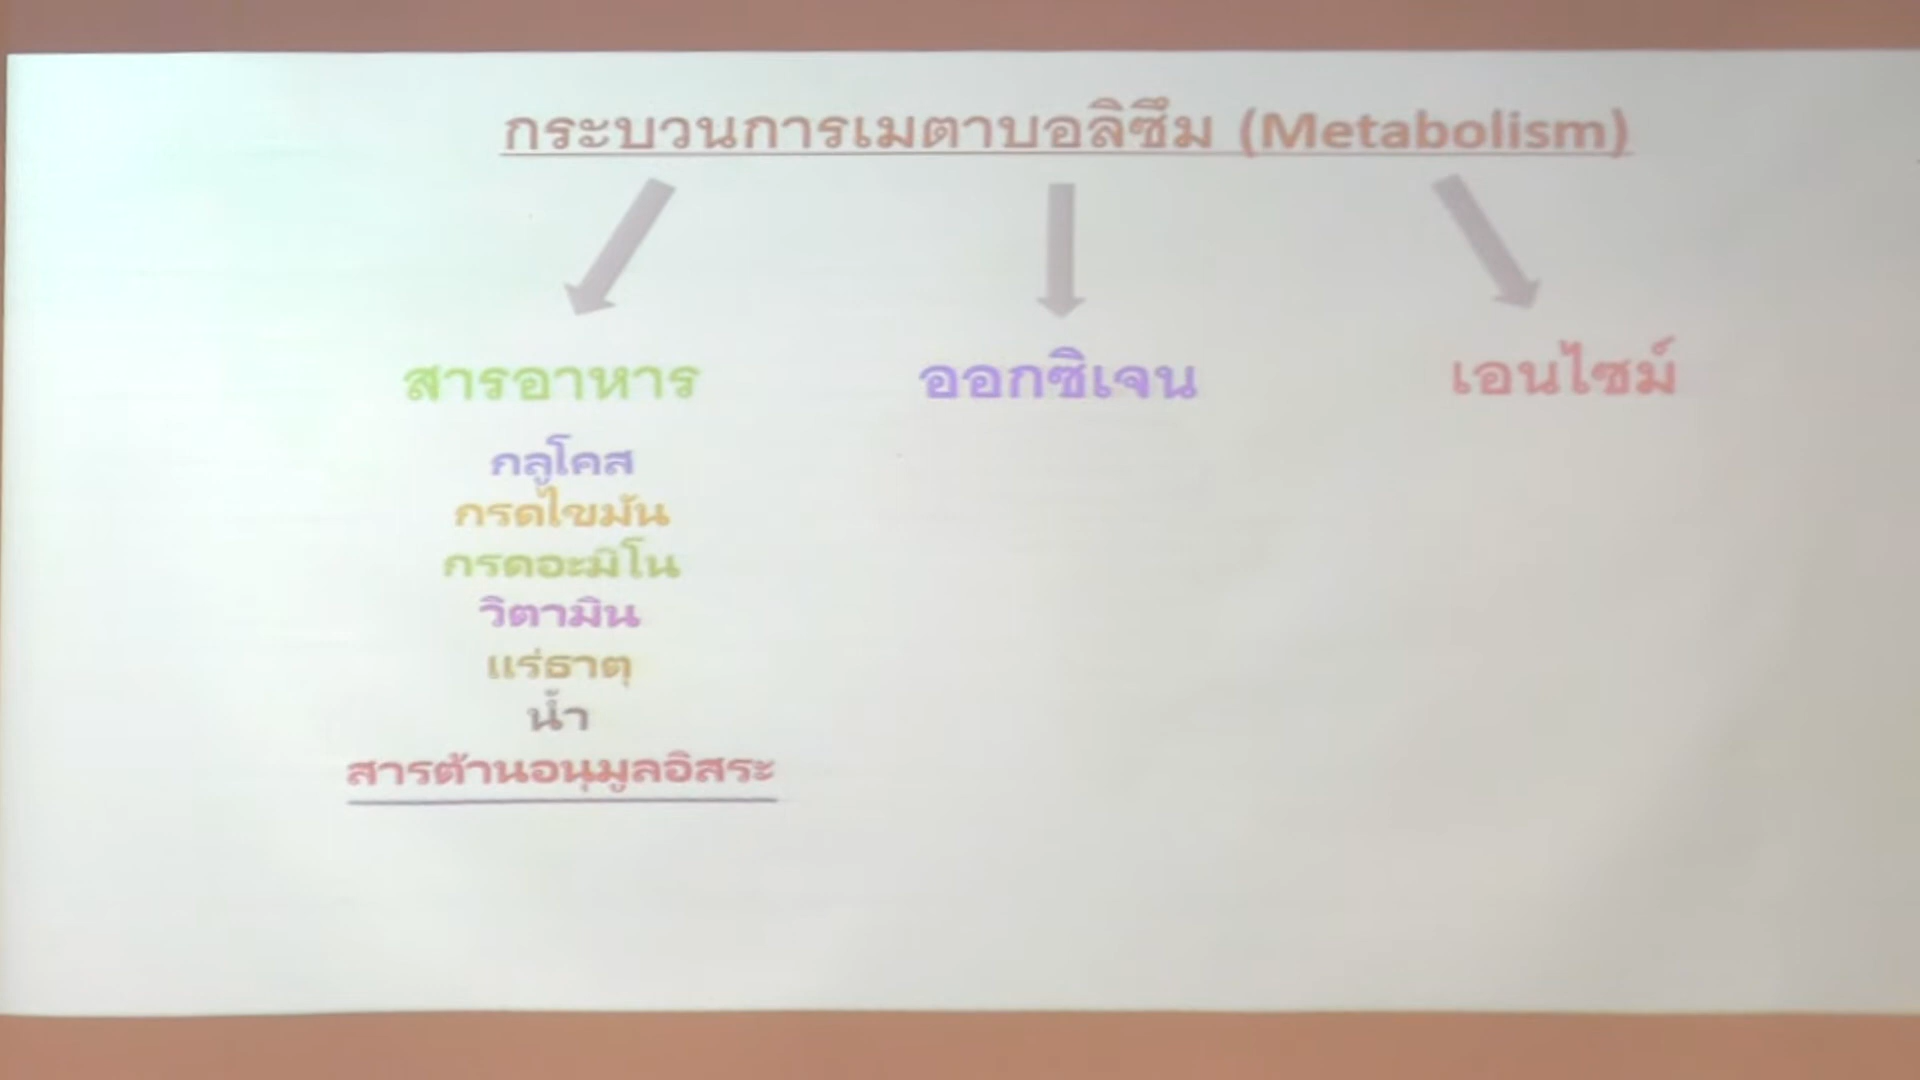 กระบวนการเมตาบอลิซึม (Metabolism)
สารอาหาร ออกซิเจน เอนไซม์
กลูโคส
กรดไขมัน
กรดอะมิโน
วิตามิน
แร่ธาตุ
น้ำ
สารต้านอนุมูลอิสระ